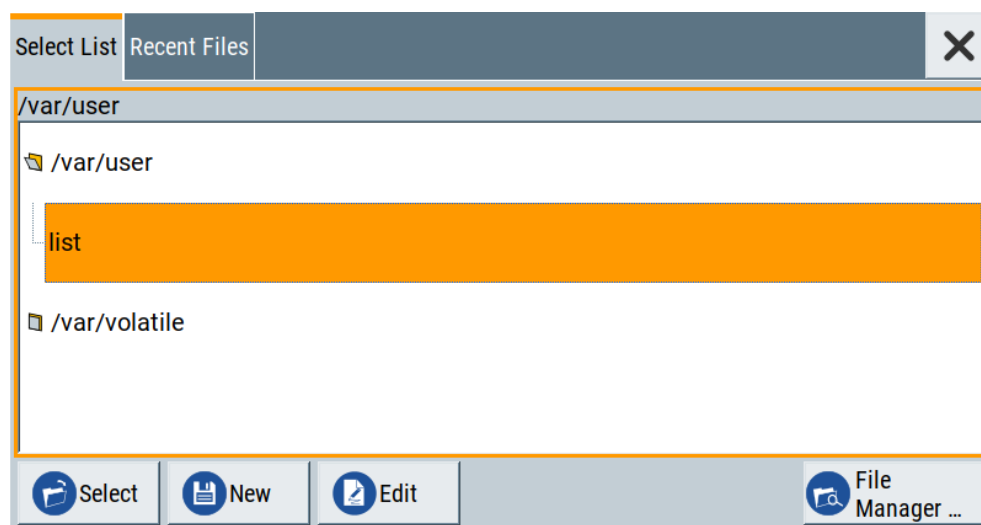 Select List Recent Files
/var/user
/var/user
list
/var/volatile
Select New Edit File
Manager ...